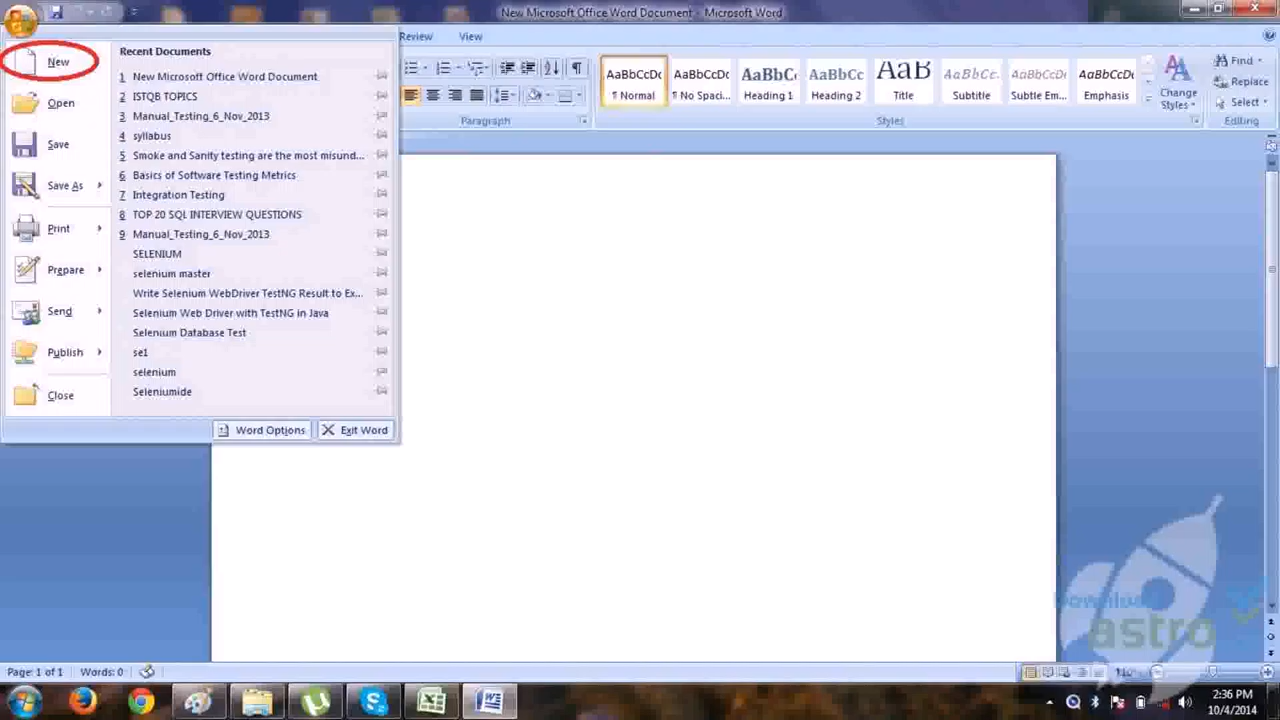 New Microsoft Office Word Document - Microsoft Word
Review View
New
Open
Save
Save As
Print
Prepare
Send
Publish
Close
Recent Documents
1 New Microsoft Office Word Document
2 ISTQB TOPICS
3 Manual_Testing_6_Nov_2013
4 syllabus
5 Smoke and Sanity testing are the most misund...
6 Basics of Software Testing Metrics
7 Integration Testing
8 TOP 20 SQL INTERVIEW QUESTIONS
9 Manual_Testing_6_Nov_2013
SELENIUM
selenium master
Write Selenium WebDriver TestNG Result to Ex...
Selenium Web Driver with TestNG in Java
Selenium Database Test
se1
selenium
Seleniumide
Word Options Exit Word
Paragraph
AaBbCcDc AaBbCcDc AaBbC AaBbCc AaB AaBbCc. AaBbCcDc AaBbCcDc
¶ Normal ¶ No Spaci... Heading 1 Heading 2 Title Subtitle Subtle Em... Emphasis
Change
Styles
Styles
Find
Replace
Select
Editing
Download
astro
Page: 1 of 1 Words: 0
2:36 PM
10/4/2014